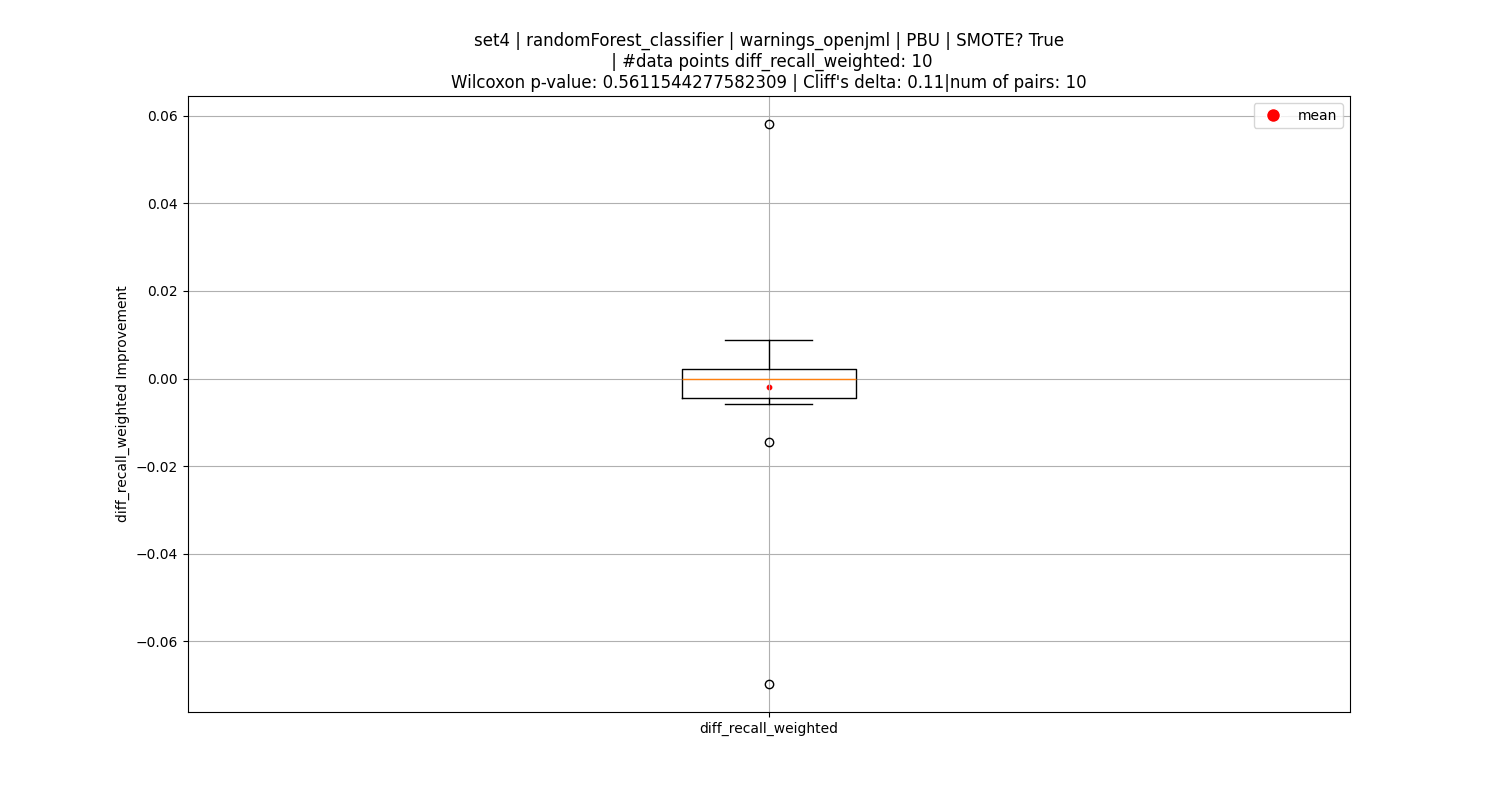 set4 | randomForest_classifier | warnings_openjml | PBU | SMOTE? True
| #data points diff_recall_weighted: 10
Wilcoxon p-value: 0.5611544277582309 | Cliff's delta: 0.11|num of pairs: 10
mean
0.06
0.04
0.02
0.00
−0.02
−0.04
−0.06
diff_recall_weighted Improvement
diff_recall_weighted